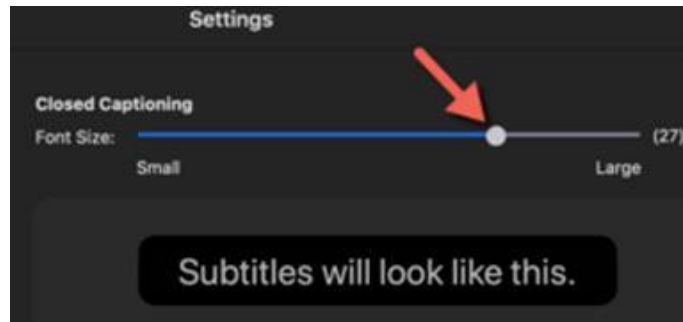 Settings
Closed Captioning
Font Size: (27)
Small Large
Subtitles will look like this.